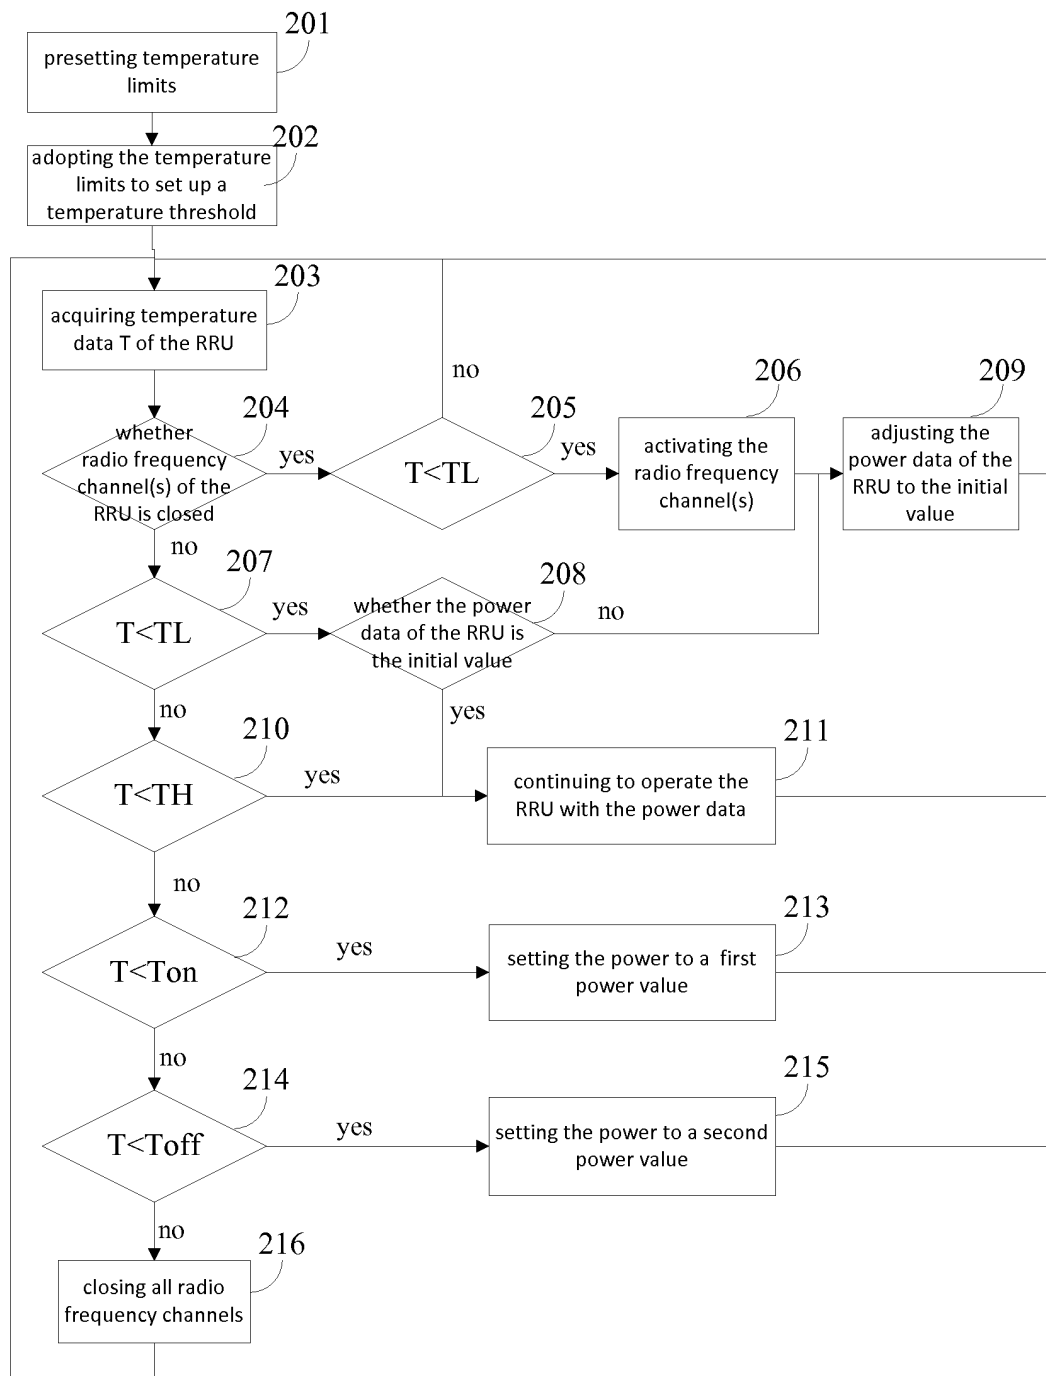 201
presetting temperature
limits
202
adopting the temperature
limits to set up a
temperature threshold
203
acquiring temperature
data T of the RRU
204
whether
radio frequency
channel(s) of the
RRU is closed
yes
no
205
T<TL
no
yes
206
activating the
radio frequency
channel(s)
209
adjusting the
power data of the
RRU to the initial
value
207
T<TL
yes
no
208
whether the power
data of the RRU is
the initial value
no
yes
210
T<TH
yes
no
211
continuing to operate the
RRU with the power data
212
T<Ton
yes
no
213
setting the power to a first
power value
214
T<Toff
yes
no
215
setting the power to a second
power value
216
closing all radio
frequency channels